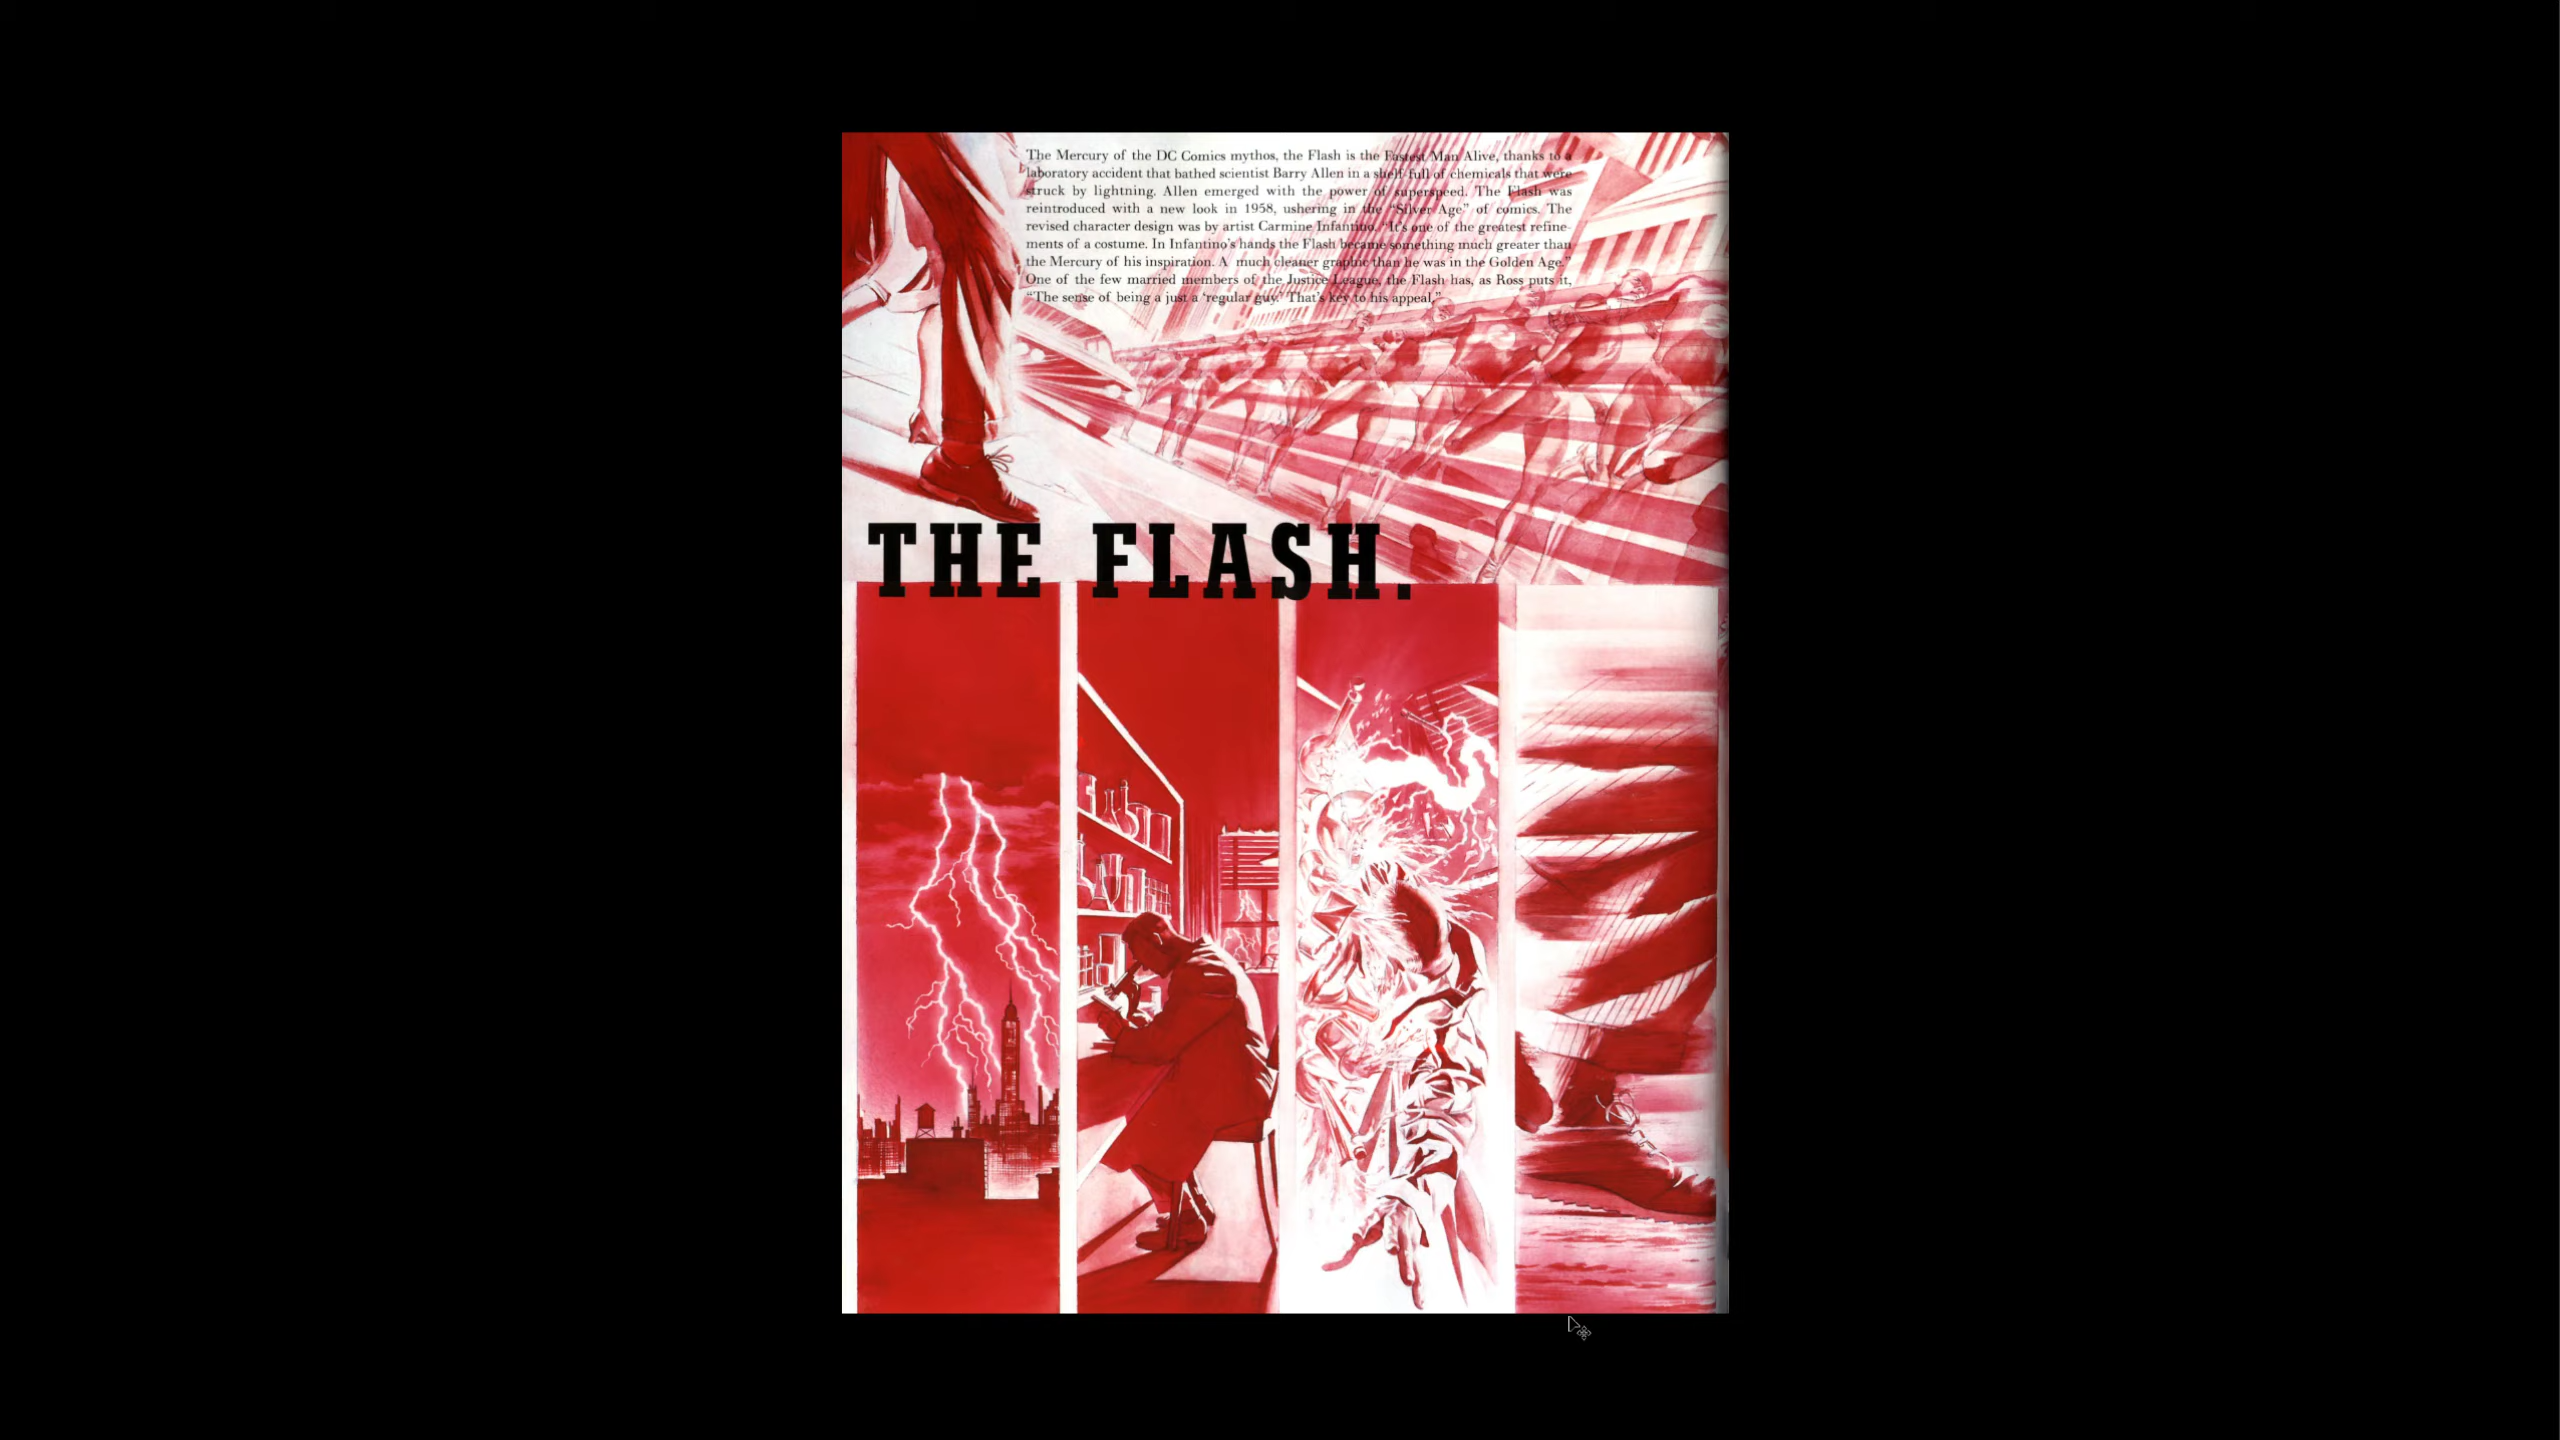 The Mercury of the DC Comics mythos, the Flash is the Fastest Man Alive, thanks to a
laboratory accident that bathed scientist Barry Allen in a shelf-full of chemicals that were
struck by lightning. Allen emerged with the power of superspeed. The Flash was
reintroduced with a new look in 1958, ushering in the “Silver Age” of comics. The
revised character design was by artist Carmine Infantino. “It's one of the greatest refine-
ments of a costume. In Infantino's hands the Flash became something much greater than
the Mercury of his inspiration. A much cleaner graphic than he was in the Golden Age.”
One of the few married members of the Justice League, the Flash has, as Ross puts it,
“The sense of being a just a ‘regular guy.’ That's key to his appeal.”
THE FLASH.